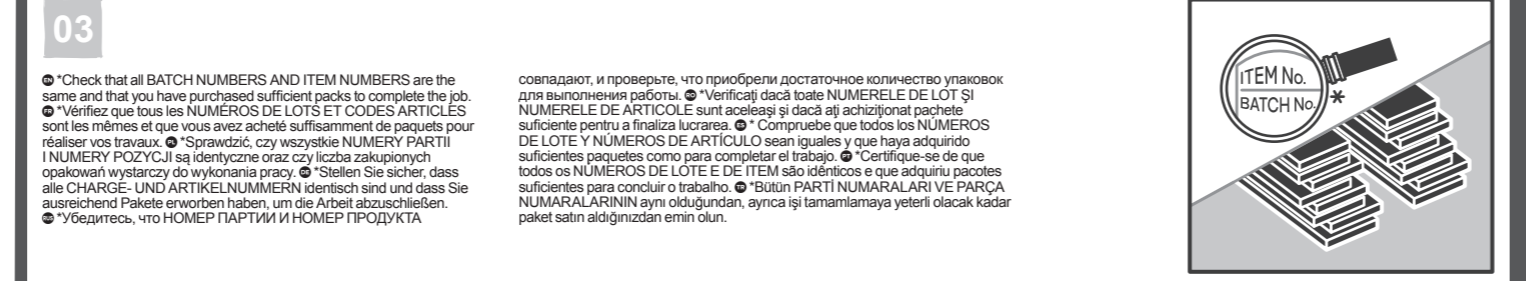 03
EN *Check that all BATCH NUMBERS AND ITEM NUMBERS are the
same and that you have purchased sufficient packs to complete the job.
FR *Vérifiez que tous les NUMÉROS DE LOTS ET CODES ARTICLES
sont les mêmes et que vous avez acheté suffisamment de paquets pour
réaliser vos travaux. PL *Sprawdzić, czy wszystkie NUMERY PARTII
I NUMERY POZYCJI są identyczne oraz czy liczba zakupionych
opakowań wystarczy do wykonania pracy. DE *Stellen Sie sicher, dass
alle CHARGE- UND ARTIKELNUMMERN identisch sind und dass Sie
ausreichend Pakete erworben haben, um die Arbeit abzuschließen.
RUS *Убедитесь, что НОМЕР ПАРТИИ И НОМЕР ПРОДУКТА
совпадают, и проверьте, что приобрели достаточное количество упаковок
для выполнения работы. RO *Verificaţi dacă toate NUMERELE DE LOT ŞI
NUMERELE DE ARTICOLE sunt aceleaşi şi dacă aţi achiziţionat pachete
suficiente pentru a finaliza lucrarea. ES * Compruebe que todos los NÚMEROS
DE LOTE Y NÚMEROS DE ARTÍCULO sean iguales y que haya adquirido
suficientes paquetes como para completar el trabajo. PT *Certifique-se de que
todos os NÚMEROS DE LOTE E DE ITEM são idênticos e que adquiriu pacotes
suficientes para concluir o trabalho. TR *Bütün PARTİ NUMARALARI VE PARÇA
NUMARALARININ aynı olduğundan, ayrıca işi tamamlamaya yeterli olacak kadar
paket satın aldığınızdan emin olun.
ITEM No.
BATCH No.
*